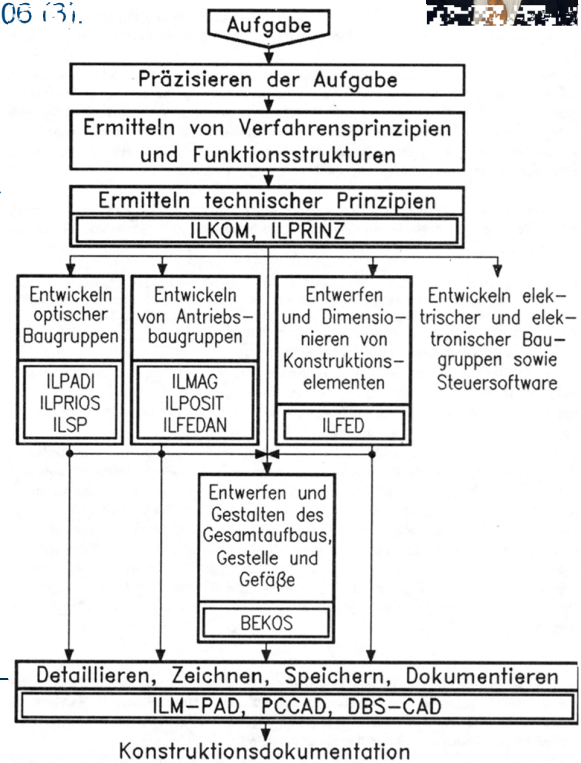 06 (3).
Aufgabe
Präzisieren der Aufgabe
Ermitteln von Verfahrensprinzipien
und Funktionsstrukturen
Ermitteln technischer Prinzipien
ILKOM, ILPRINZ
Entwickeln
optischer
Baugruppen
ILPADI
ILPRIOS
ILSP
Entwickeln
von Antriebs-
baugruppen
ILMAG
ILPOSIT
ILFEDAN
Entwerfen
und Dimensio-
nieren von
Konstruktions-
elementen
ILFED
Entwickeln elek-
trischer und elek-
tronischer Bau-
gruppen sowie
Steuersoftware
Entwerfen und
Gestalten des
Gesamtaufbaus,
Gestelle und
Gefäße
BEKOS
Detaillieren, Zeichnen, Speichern, Dokumentieren
ILM-PAD, PCCAD, DBS-CAD
Konstruktionsdokumentation